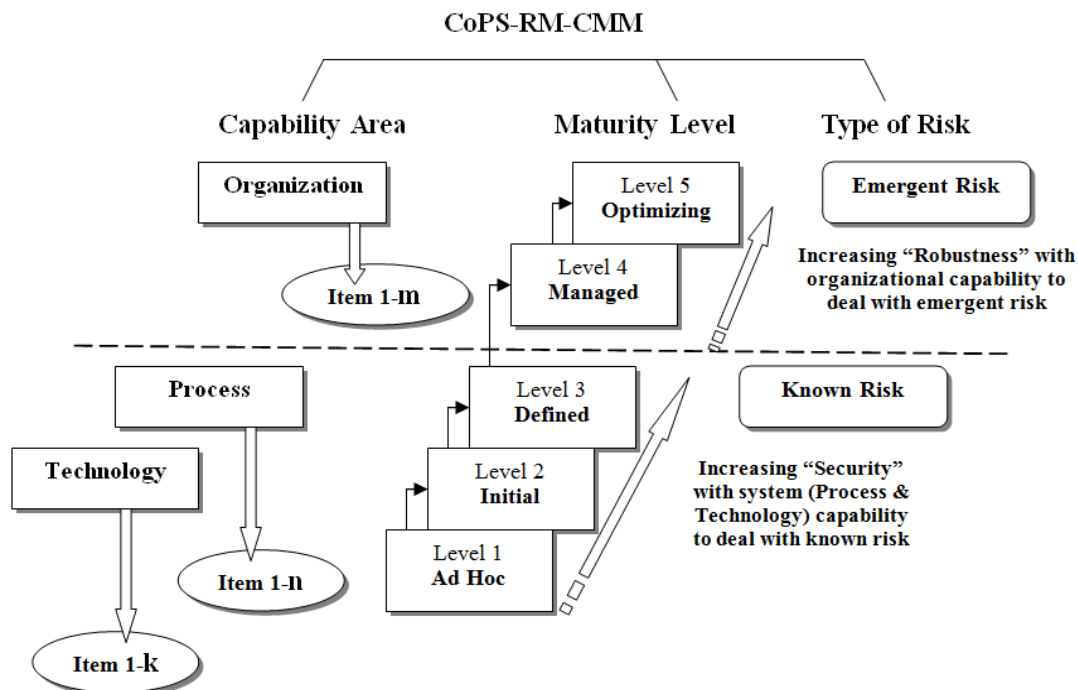 CoPS-RM-CMM
Capability Area
Maturity Level
Type of Risk
Organization
Item 1-m
Level 5
Optimizing
Level 4
Managed
Emergent Risk
Increasing “Robustness” with
organizational capability to
deal with emergent risk
Process
Technology
Item 1-n
Item 1-k
Level 3
Defined
Level 2
Initial
Level 1
Ad Hoc
Known Risk
Increasing “Security”
with system (Process &
Technology) capability
to deal with known risk